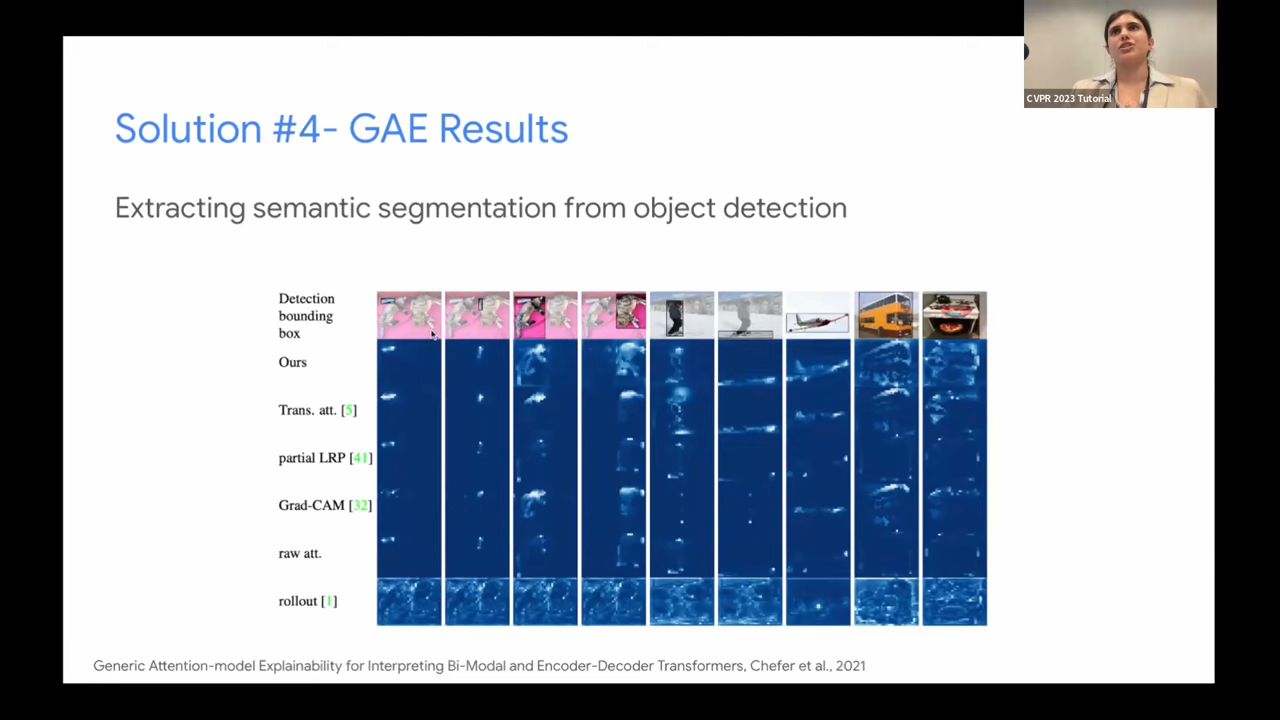 CVPR 2023 Tutorial
Solution #4- GAE Results
Extracting semantic segmentation from object detection
Detection
bounding
box
Ours
Trans. att. [5]
partial LRP [41]
Grad-CAM [32]
raw att.
rollout [1]
Generic Attention-model Explainability for Interpreting Bi-Modal and Encoder-Decoder Transformers, Chefer et al., 2021